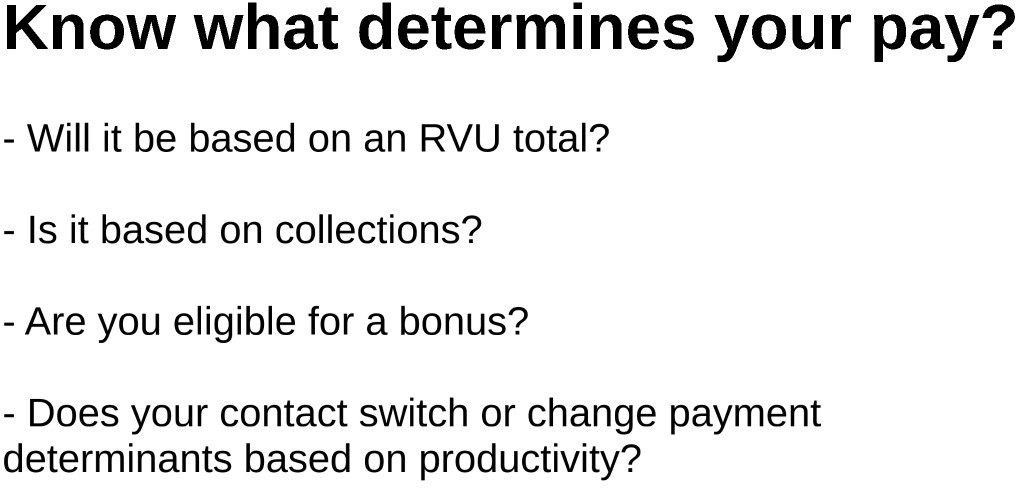 Know what determines your pay?
- Will it be based on an RVU total?
- Is it based on collections?
- Are you eligible for a bonus?
- Does your contact switch or change payment
determinants based on productivity?